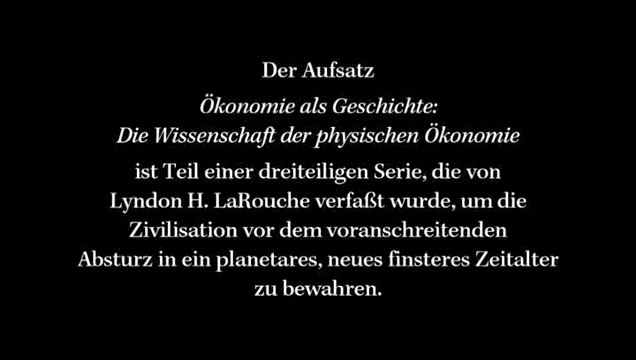 Der Aufsatz
Ökonomie als Geschichte:
Die Wissenschaft der physischen Ökonomie
ist Teil einer dreiteiligen Serie, die von
Lyndon H. LaRouche verfaßt wurde, um die
Zivilisation vor dem voranschreitenden
Absturz in ein planetares, neues finsteres Zeitalter
zu bewahren.